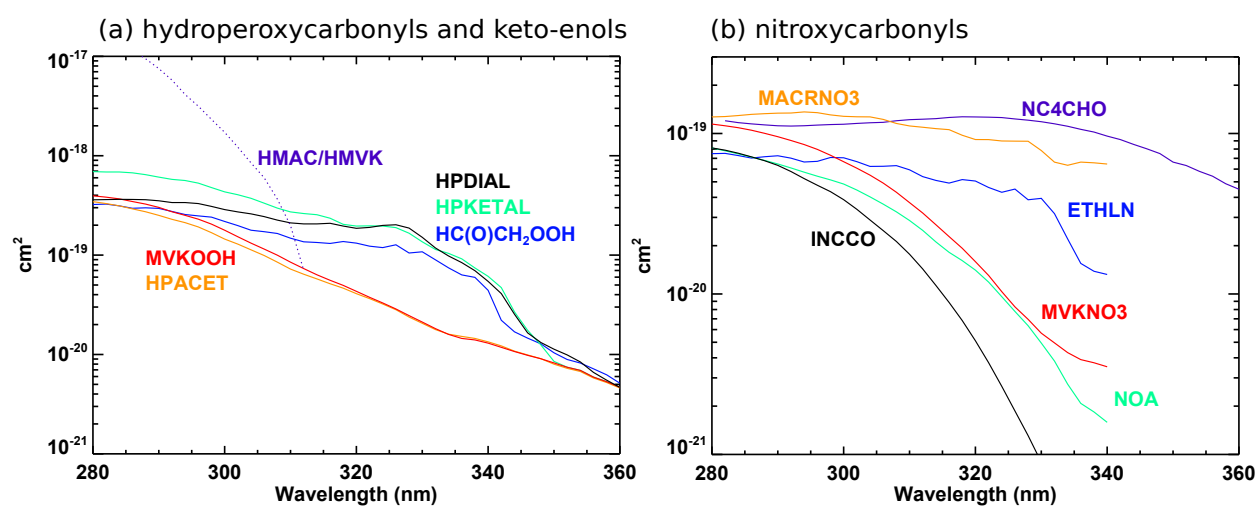 (a) hydroperoxycarbonyls and keto-enols
(b) nitroxycarbonyls
10⁻¹⁷
10⁻¹⁸
10⁻¹⁹
10⁻²⁰
10⁻²¹
cm²
HMAC/HMVK
HPDIAL
HPKETAL
HC(O)CH₂OOH
MVKOOH
HPACET
280 300 320 340 360
Wavelength (nm)
10⁻¹⁹
10⁻²⁰
10⁻²¹
cm²
MACRNO3
NC4CHO
ETHLN
INCCO
MVKNO3
NOA
280 300 320 340 360
Wavelength (nm)